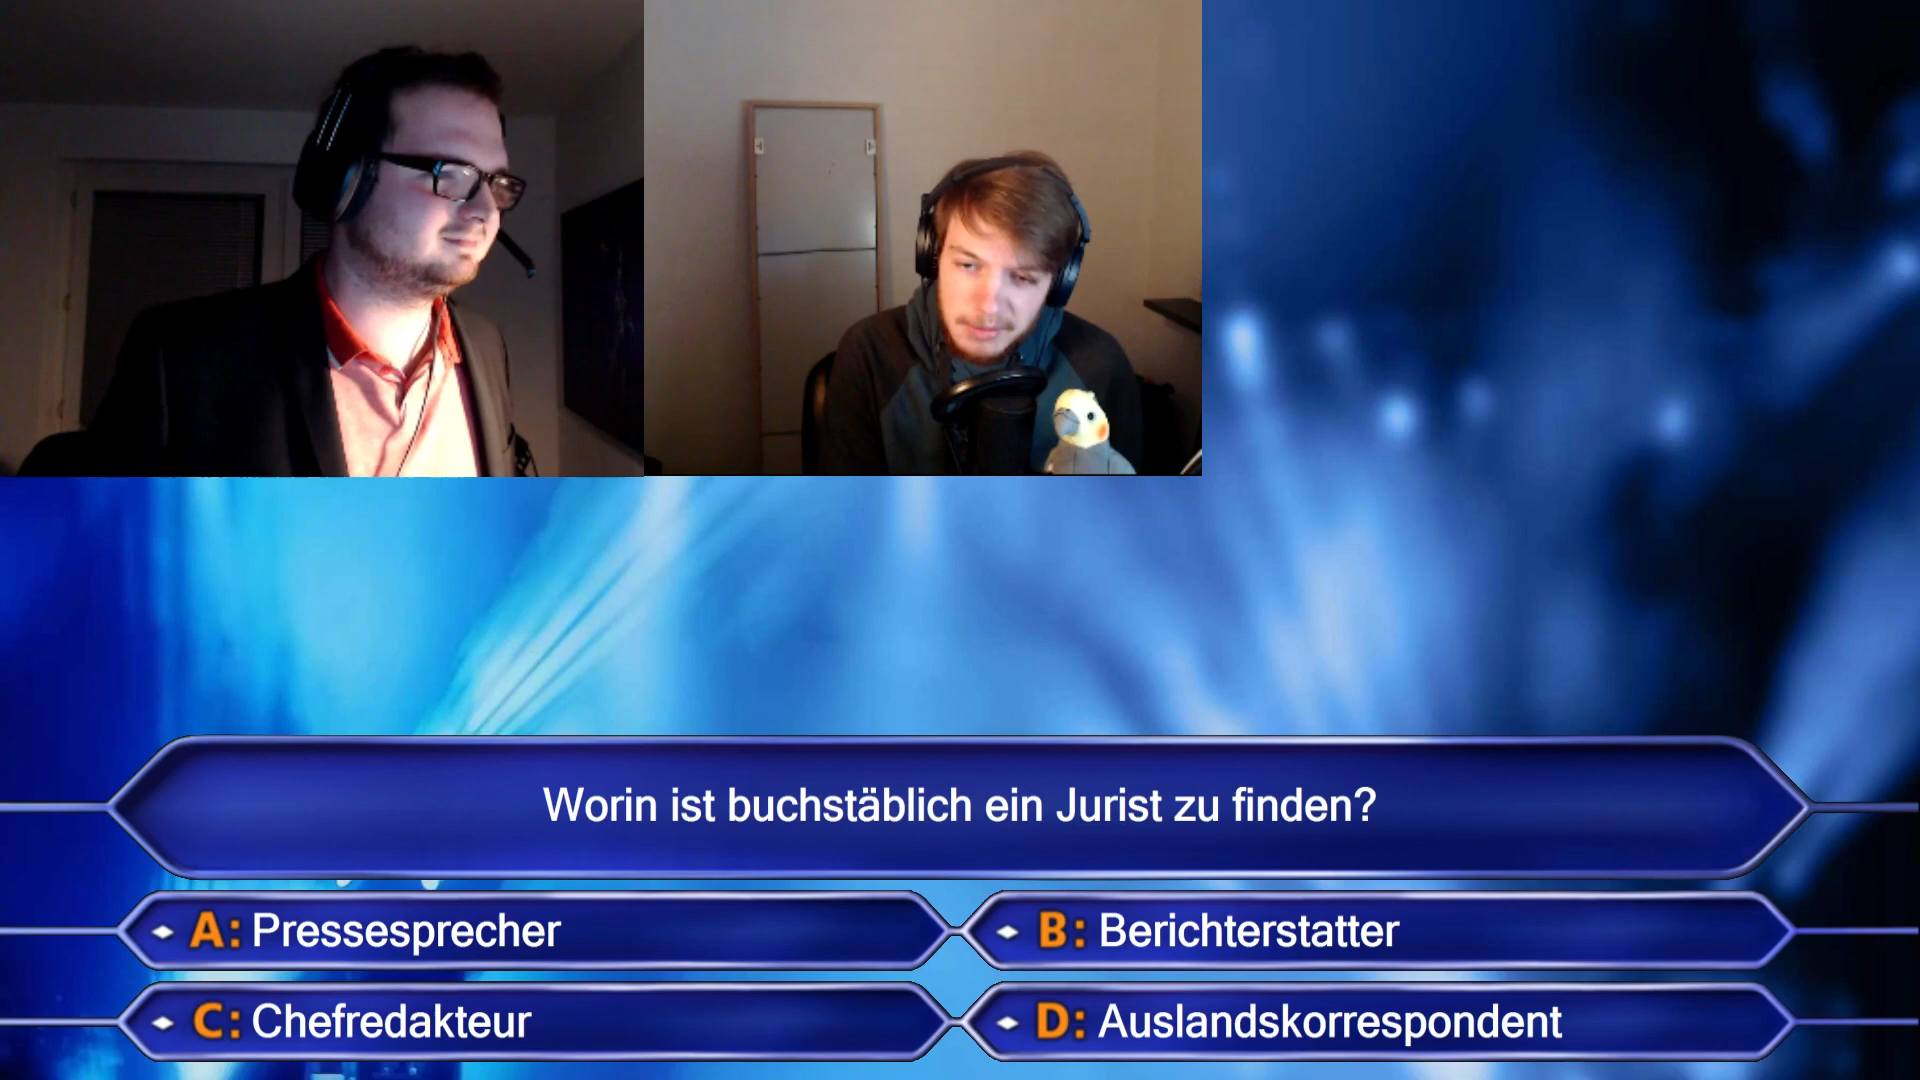 Worin ist buchstäblich ein Jurist zu finden?
A: Pressesprecher
B: Berichterstatter
C: Chefredakteur
D: Auslandskorrespondent